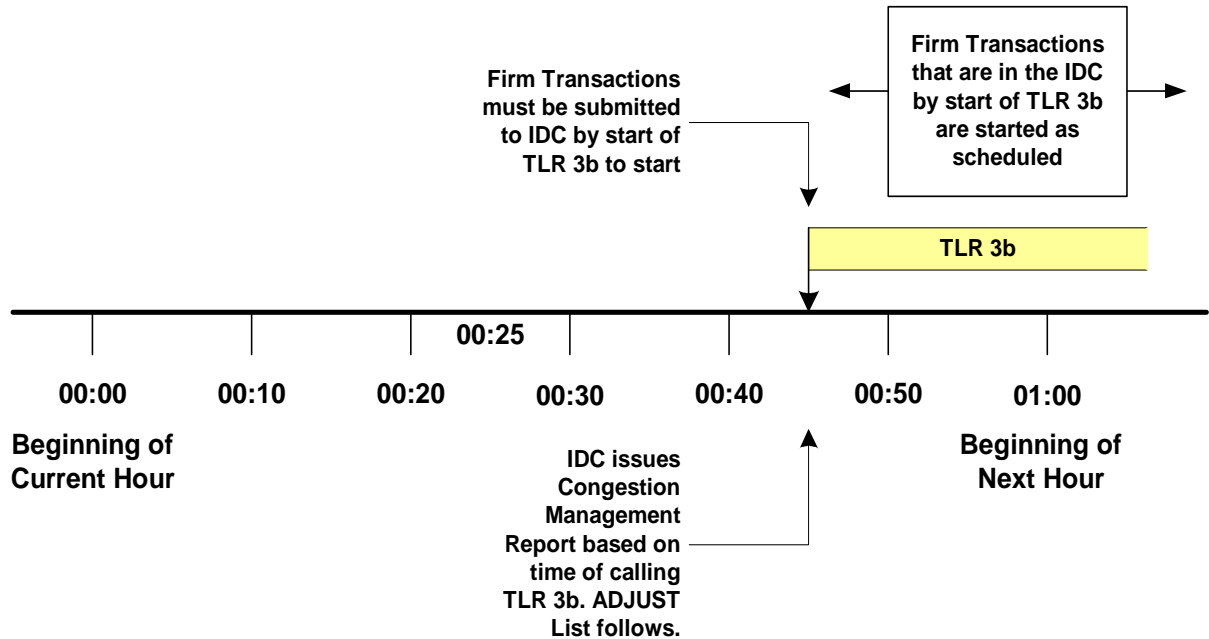 Firm Transactions
that are in the IDC
by start of TLR 3b
are started as
scheduled
Firm Transactions
must be submitted
to IDC by start of
TLR 3b to start
TLR 3b
00:25
00:00
00:10
00:20
00:30
00:40
00:50
01:00
Beginning of
Current Hour
Beginning of
Next Hour
IDC issues
Congestion
Management
Report based on
time of calling
TLR 3b. ADJUST
List follows.